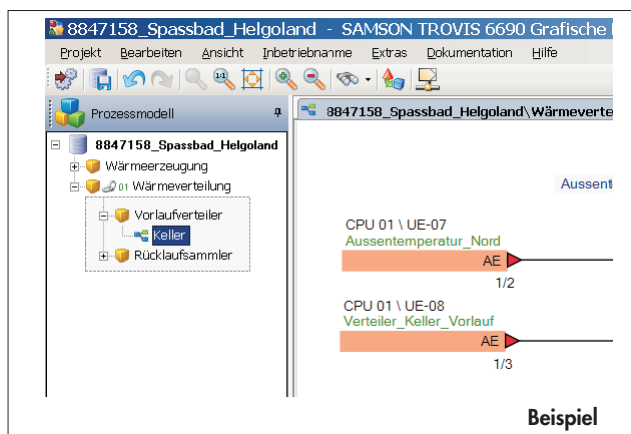 8847158_Spassbad_Helgoland - SAMSON TROVIS 6690 Grafische
Projekt Bearbeiten Ansicht Inbetriebnahme Extras Dokumentation Hilfe
Prozessmodell
8847158_Spassbad_Helgoland\Wärmeverte
8847158_Spassbad_Helgoland
Wärmeerzeugung
01 Wärmeverteilung
Vorlaufverteiler
Keller
Rücklaufsammler
Aussent
CPU 01 \ UE-07
Aussentemperatur_Nord
AE
1/2
CPU 01 \ UE-08
Verteiler_Keller_Vorlauf
AE
1/3
Beispiel